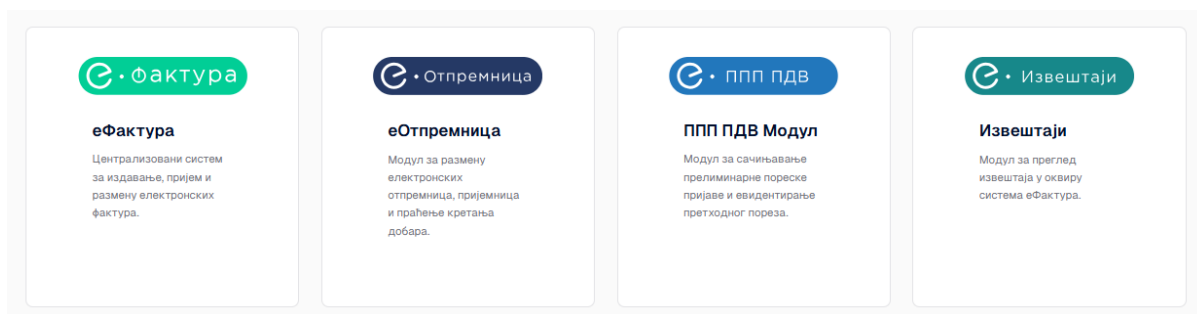 e·Фактура
еФактура
Централизовани систем
за издавање, пријем и
размену електронских
фактура.
e·Отпремница
еОтпремница
Модул за размену
електронских
отпремница, пријемница
и праћење кретања
добара.
e· ППП ПДВ
ППП ПДВ Модул
Модул за сачињавање
прелиминарне пореске
пријаве и евидентирање
претходног пореза.
e· Извештаји
Извештаји
Модул за преглед
извештаја у оквиру
система еФактура.